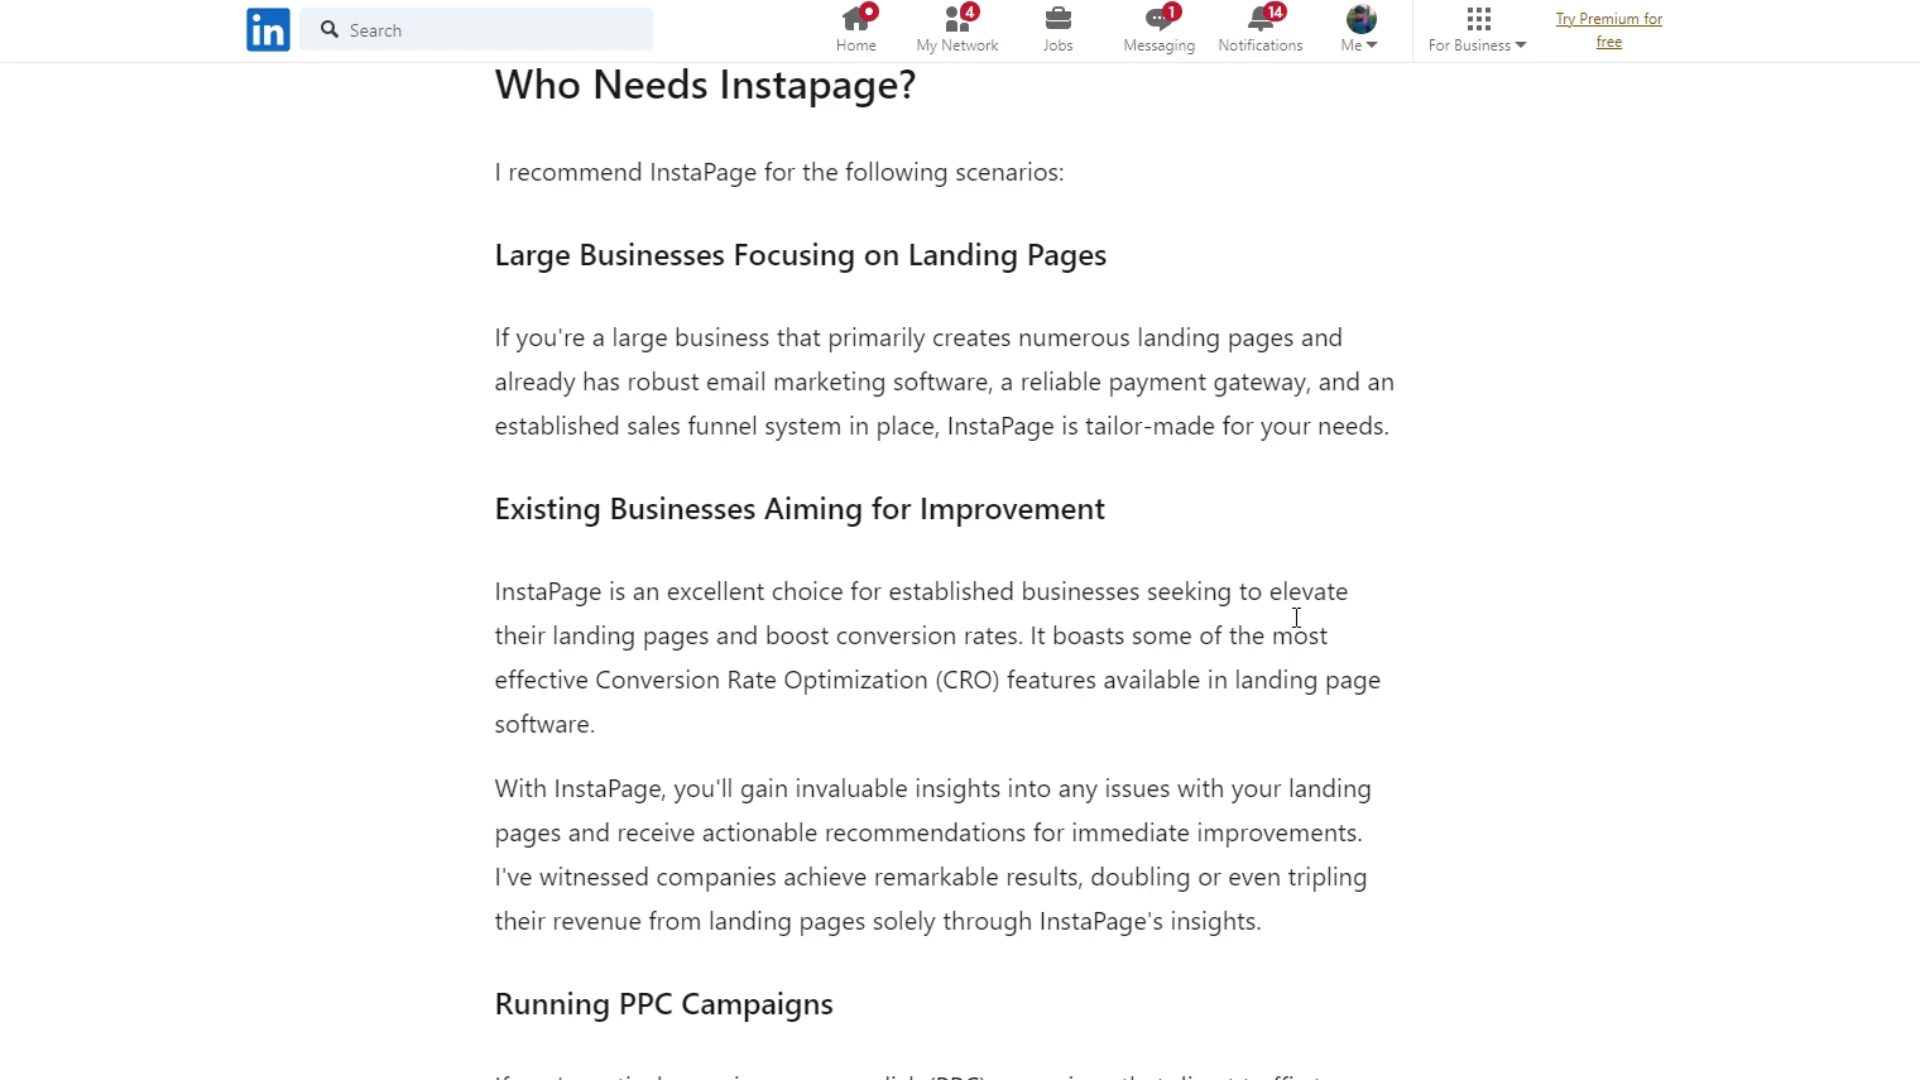 in
Search
4
1
14
Home
My Network
Jobs
Messaging
Notifications
Me
For Business
Try Premium for
free
Who Needs Instapage?
I recommend InstaPage for the following scenarios:
Large Businesses Focusing on Landing Pages
If you're a large business that primarily creates numerous landing pages and
already has robust email marketing software, a reliable payment gateway, and an
established sales funnel system in place, InstaPage is tailor-made for your needs.
Existing Businesses Aiming for Improvement
InstaPage is an excellent choice for established businesses seeking to elevate
their landing pages and boost conversion rates. It boasts some of the most
effective Conversion Rate Optimization (CRO) features available in landing page
software.
With InstaPage, you'll gain invaluable insights into any issues with your landing
pages and receive actionable recommendations for immediate improvements.
I've witnessed companies achieve remarkable results, doubling or even tripling
their revenue from landing pages solely through InstaPage's insights.
Running PPC Campaigns